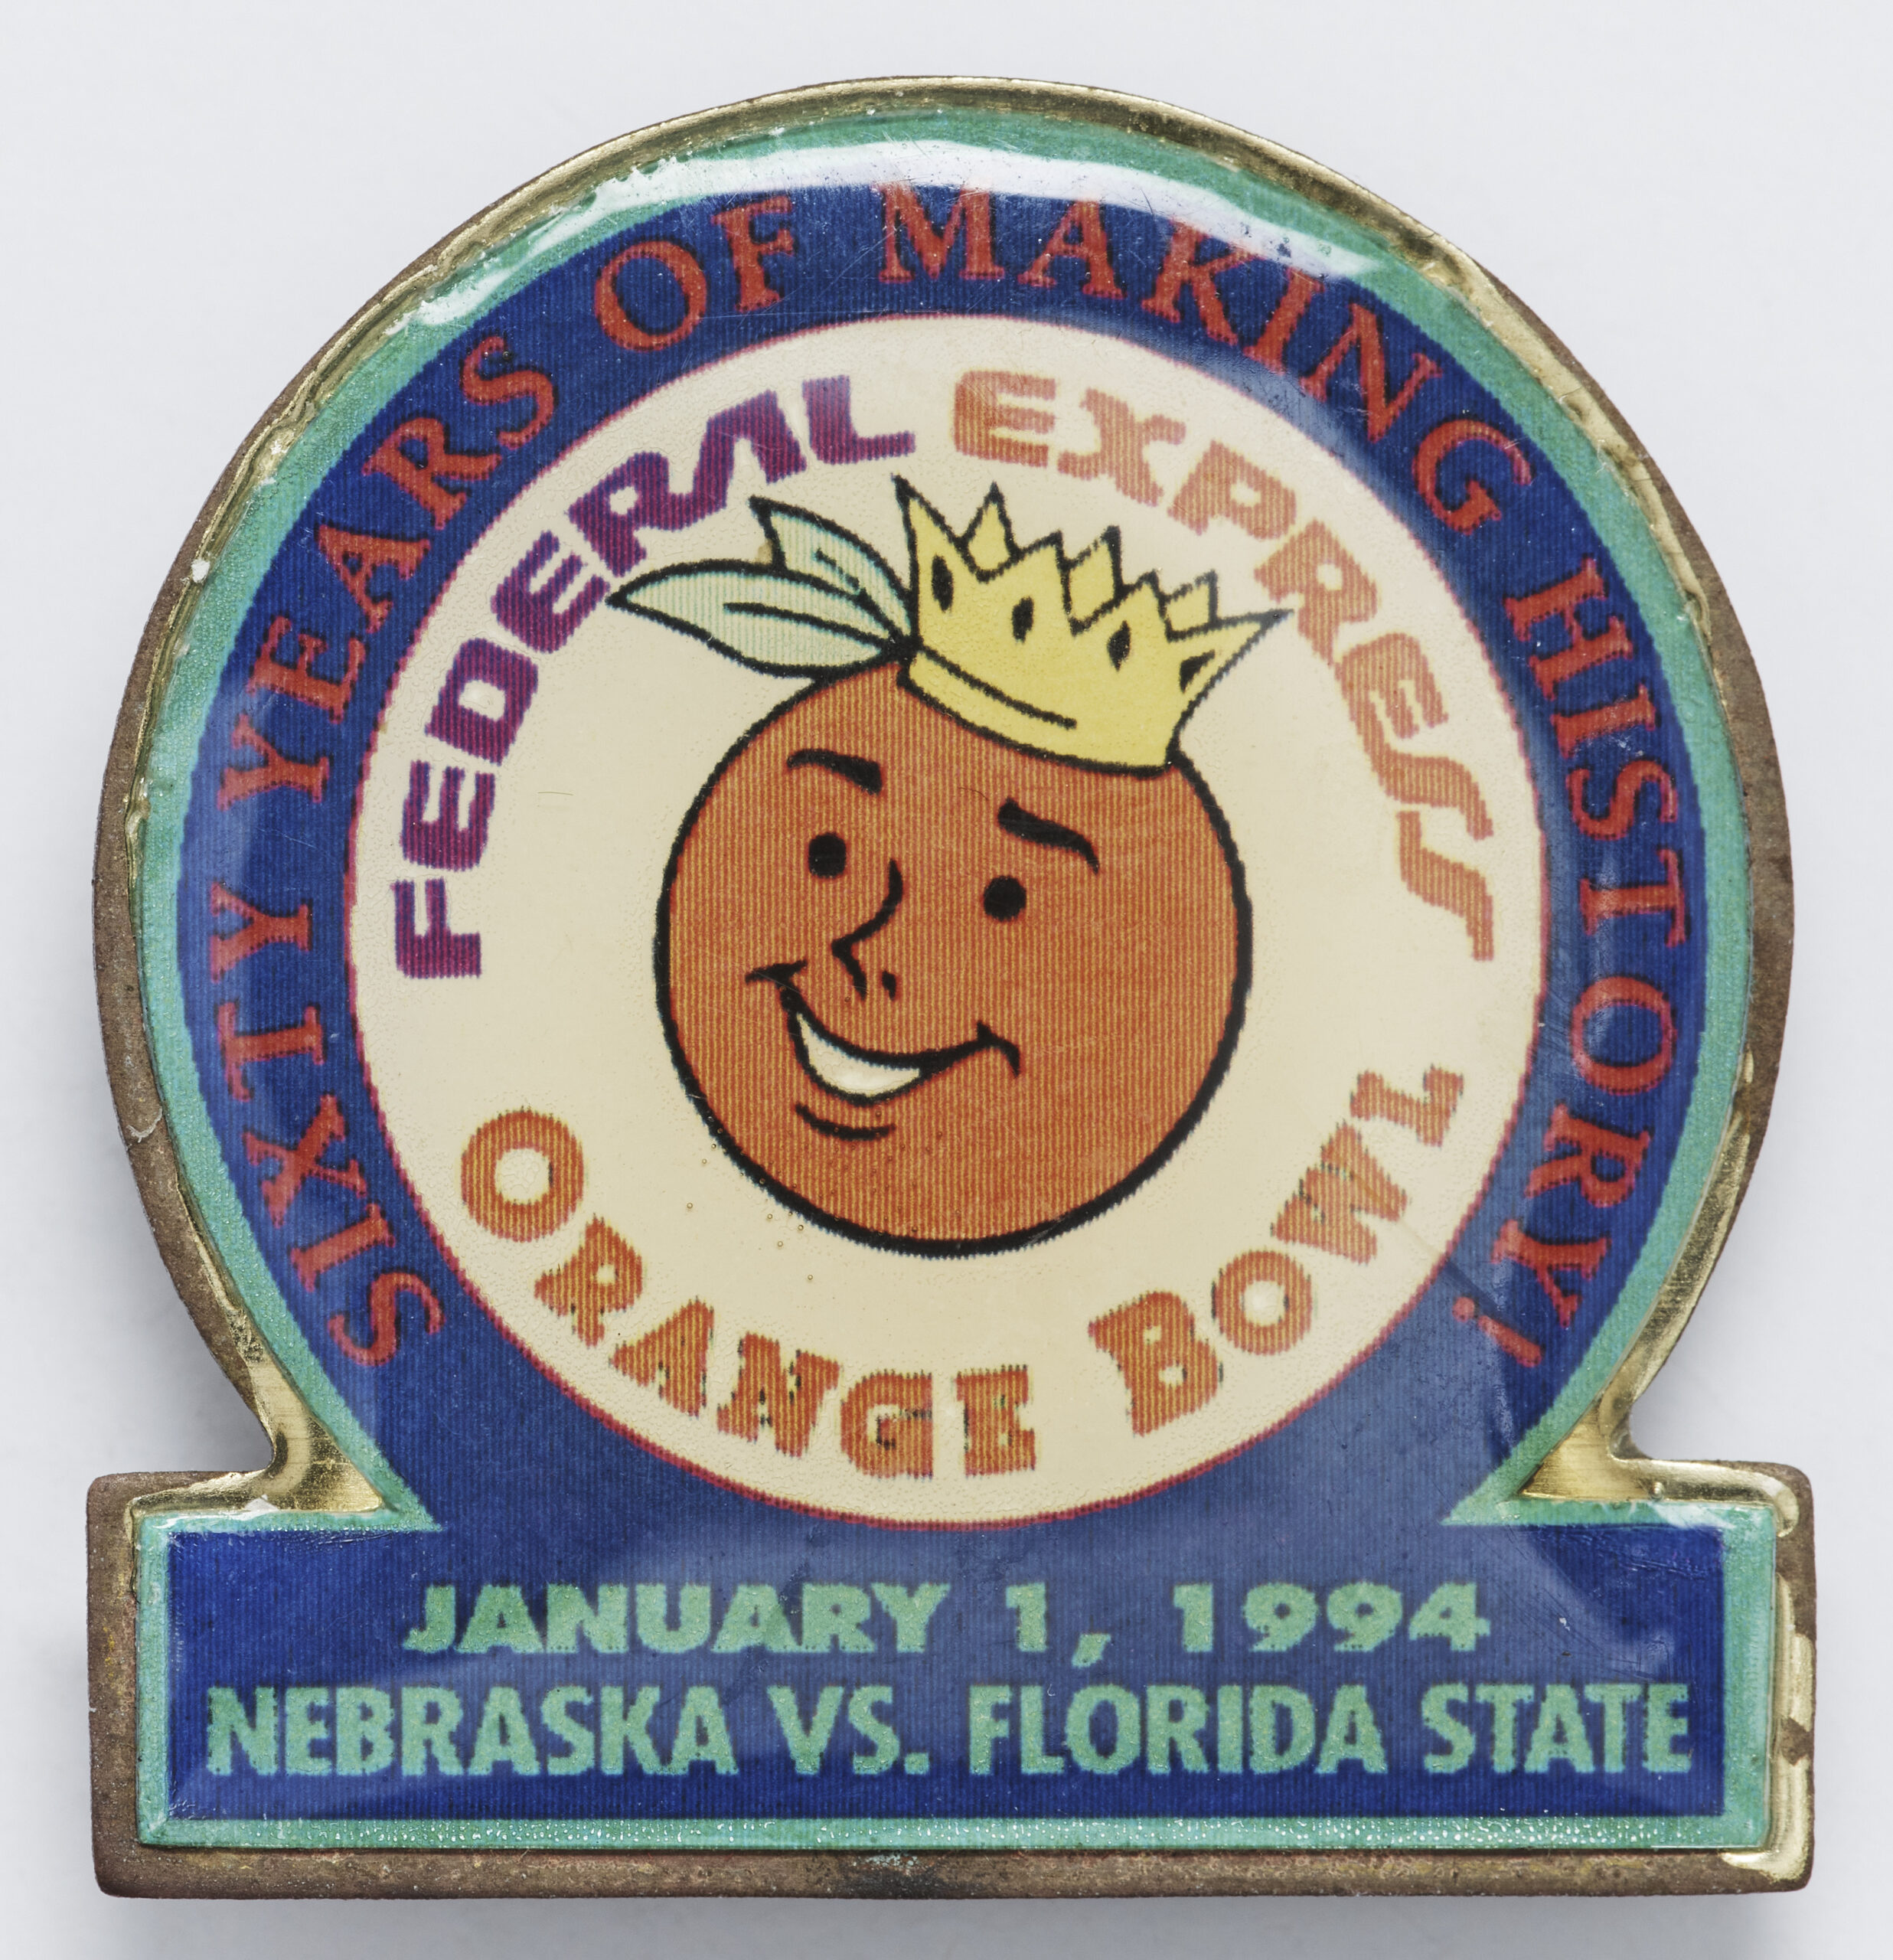 SIXTY YEARS OF MAKING HISTORY!
FEDERAL EXPRESS
ORANGE BOWL
JANUARY 1, 1994
NEBRASKA VS. FLORIDA STATE